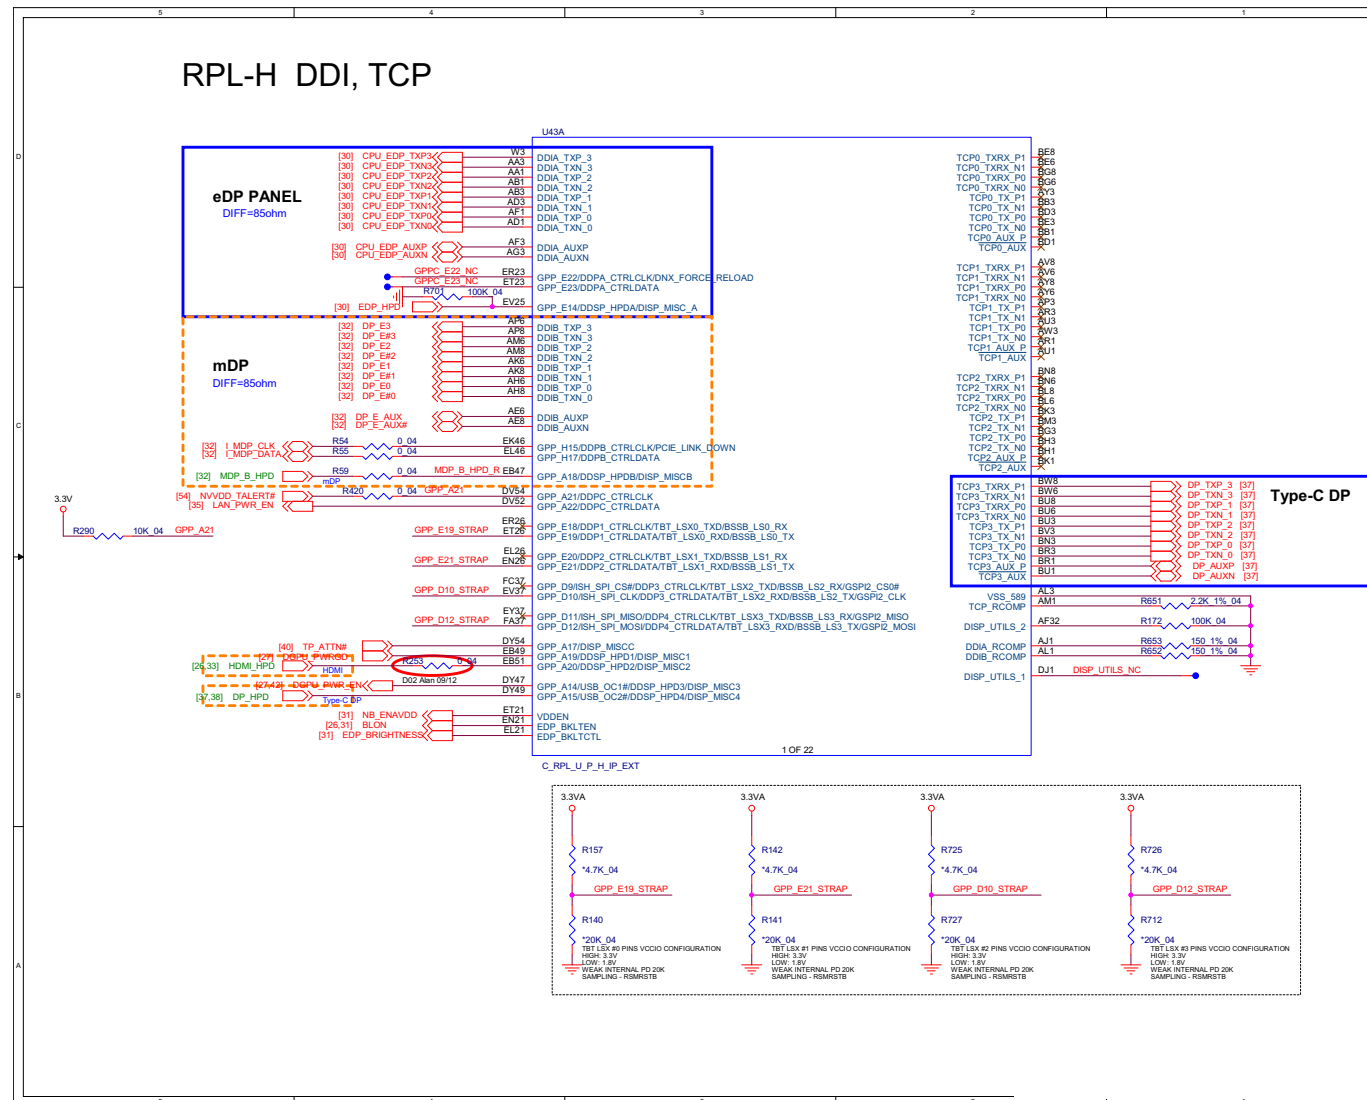 5 4 3 2 1
RPL-H DDI, TCP
U43A
D
C
B
A
eDP PANEL
DIFF=85ohm
[30] CPU_EDP_TXP3 W3 DDIA_TXP_3
[30] CPU_EDP_TXN3 AA3 DDIA_TXN_3
[30] CPU_EDP_TXP2 AA1 DDIA_TXP_2
[30] CPU_EDP_TXN2 AB1 DDIA_TXN_2
[30] CPU_EDP_TXP1 AB3 DDIA_TXP_1
[30] CPU_EDP_TXN1 AD3 DDIA_TXN_1
[30] CPU_EDP_TXP0 AF1 DDIA_TXP_0
[30] CPU_EDP_TXN0 AD1 DDIA_TXN_0
[30] CPU_EDP_AUXP AF3 DDIA_AUXP
[30] CPU_EDP_AUXN AG3 DDIA_AUXN
GPPC_E22_NC ER23 GPP_E22/DDPA_CTRLCLK/DNX_FORCE_RELOAD
GPPC_E23_NC ET23 GPP_E23/DDPA_CTRLDATA
R701 100K_04
[30] EDP_HPD EV25 GPP_E14/DDSP_HPDA/DISP_MISC_A
mDP
DIFF=85ohm
[32] DP_E3 AP6 DDIB_TXP_3
[32] DP_E#3 AP8 DDIB_TXN_3
[32] DP_E2 AM6 DDIB_TXP_2
[32] DP_E#2 AM8 DDIB_TXN_2
[32] DP_E1 AK6 DDIB_TXP_1
[32] DP_E#1 AK8 DDIB_TXN_1
[32] DP_E0 AH6 DDIB_TXP_0
[32] DP_E#0 AH8 DDIB_TXN_0
[32] DP_E_AUX AE6 DDIB_AUXP
[32] DP_E_AUX# AE8 DDIB_AUXN
[32] I_MDP_CLK R54 0_04 EK46 GPP_H15/DDPB_CTRLCLK/PCIE_LINK_DOWN
[32] I_MDP_DATA R55 0_04 EL46 GPP_H17/DDPB_CTRLDATA
[32] MDP_B_HPD R59 0_04 MDP_B_HPD_R EB47 GPP_A18/DDSP_HPDB/DISP_MISCB
mDP
[54] NVVDD_TALERT# R420 0_04 GPP_A21 DV54 GPP_A21/DDPC_CTRLCLK
[35] LAN_PWR_EN DV52 GPP_A22/DDPC_CTRLDATA
3.3V
R290 10K_04 GPP_A21
ER26 GPP_E18/DDP1_CTRLCLK/TBT_LSX0_TXD/BSSB_LS0_RX
GPP_E19_STRAP ET26 GPP_E19/DDP1_CTRLDATA/TBT_LSX0_RXD/BSSB_LS0_TX
EL26 GPP_E20/DDP2_CTRLCLK/TBT_LSX1_TXD/BSSB_LS1_RX
GPP_E21_STRAP EN26 GPP_E21/DDP2_CTRLDATA/TBT_LSX1_RXD/BSSB_LS1_TX
FC37 GPP_D9/ISH_SPI_CS#/DDP3_CTRLCLK/TBT_LSX2_TXD/BSSB_LS2_RX/GSPI2_CS0#
GPP_D10_STRAP EV37 GPP_D10/ISH_SPI_CLK/DDP3_CTRLDATA/TBT_LSX2_RXD/BSSB_LS2_TX/GSPI2_CLK
EY37 GPP_D11/ISH_SPI_MISO/DDP4_CTRLCLK/TBT_LSX3_TXD/BSSB_LS3_RX/GSPI2_MISO
GPP_D12_STRAP FA37 GPP_D12/ISH_SPI_MOSI/DDP4_CTRLDATA/TBT_LSX3_RXD/BSSB_LS3_TX/GSPI2_MOSI
[40] TP_ATTN# DY54 GPP_A17/DISP_MISCC
[27] DGPU_PWRGD EB49 GPP_A19/DDSP_HPD1/DISP_MISC1
[26,33] HDMI_HPD R253 0_04 EB51 GPP_A20/DDSP_HPD2/DISP_MISC2
HDMI
D02 Alan 09/12
[27,42] DGPU_PWR_EN DY47 GPP_A14/USB_OC1#/DDSP_HPD3/DISP_MISC3
[37,38] DP_HPD DY49 GPP_A15/USB_OC2#/DDSP_HPD4/DISP_MISC4
Type-C DP
[31] NB_ENAVDD ET21 VDDEN
[26,31] BLON EN21 EDP_BKLTEN
[31] EDP_BRIGHTNESS EL21 EDP_BKLTCTL
TCP0_TXRX_P1 BE8
TCP0_TXRX_N1 BE6
TCP0_TXRX_P0 BG8
TCP0_TXRX_N0 BG6
TCP0_TX_P1 AY3
TCP0_TX_N1 BB3
TCP0_TX_P0 BD3
TCP0_TX_N0 BE3
TCP0_AUX_P BB1
TCP0_AUX BD1
TCP1_TXRX_P1 AV8
TCP1_TXRX_N1 AV6
TCP1_TXRX_P0 AY8
TCP1_TXRX_N0 AY6
TCP1_TX_P1 AP3
TCP1_TX_N1 AR3
TCP1_TX_P0 AU3
TCP1_TX_N0 AW3
TCP1_AUX_P AR1
TCP1_AUX AU1
TCP2_TXRX_P1 BN8
TCP2_TXRX_N1 BN6
TCP2_TXRX_P0 BL8
TCP2_TXRX_N0 BL6
TCP2_TX_P1 BK3
TCP2_TX_N1 BM3
TCP2_TX_P0 BG3
TCP2_TX_N0 BH3
TCP2_AUX_P BH1
TCP2_AUX BK1
Type-C DP
TCP3_TXRX_P1 BW8 DP_TXP_3 [37]
TCP3_TXRX_N1 BW6 DP_TXN_3 [37]
TCP3_TXRX_P0 BU8 DP_TXP_1 [37]
TCP3_TXRX_N0 BU6 DP_TXN_1 [37]
TCP3_TX_P1 BU3 DP_TXP_2 [37]
TCP3_TX_N1 BV3 DP_TXN_2 [37]
TCP3_TX_P0 BN3 DP_TXP_0 [37]
TCP3_TX_N0 BR3 DP_TXN_0 [37]
TCP3_AUX_P BR1 DP_AUXP [37]
TCP3_AUX BU1 DP_AUXN [37]
VSS_589 AL3
TCP_RCOMP AM1 R651 2.2K_1%_04
DISP_UTILS_2 AF32 R172 100K_04
DDIA_RCOMP AJ1 R653 150_1%_04
DDIB_RCOMP AL1 R652 150_1%_04
DISP_UTILS_1 DJ1 DISP_UTILS_NC
1 OF 22
C_RPL_U_P_H_IP_EXT
3.3VA 3.3VA 3.3VA 3.3VA
R157 R142 R725 R726
*4.7K_04 *4.7K_04 *4.7K_04 *4.7K_04
GPP_E19_STRAP GPP_E21_STRAP GPP_D10_STRAP GPP_D12_STRAP
R140 R141 R727 R712
*20K_04 *20K_04 *20K_04 *20K_04
TBT LSX #0 PINS VCCIO CONFIGURATION TBT LSX #1 PINS VCCIO CONFIGURATION TBT LSX #2 PINS VCCIO CONFIGURATION TBT LSX #3 PINS VCCIO CONFIGURATION
HIGH: 3.3V HIGH: 3.3V HIGH: 3.3V HIGH: 3.3V
LOW: 1.8V LOW: 1.8V LOW: 1.8V LOW: 1.8V
WEAK INTERNAL PD 20K WEAK INTERNAL PD 20K WEAK INTERNAL PD 20K WEAK INTERNAL PD 20K
SAMPLING - RSMRSTB SAMPLING - RSMRSTB SAMPLING - RSMRSTB SAMPLING - RSMRSTB